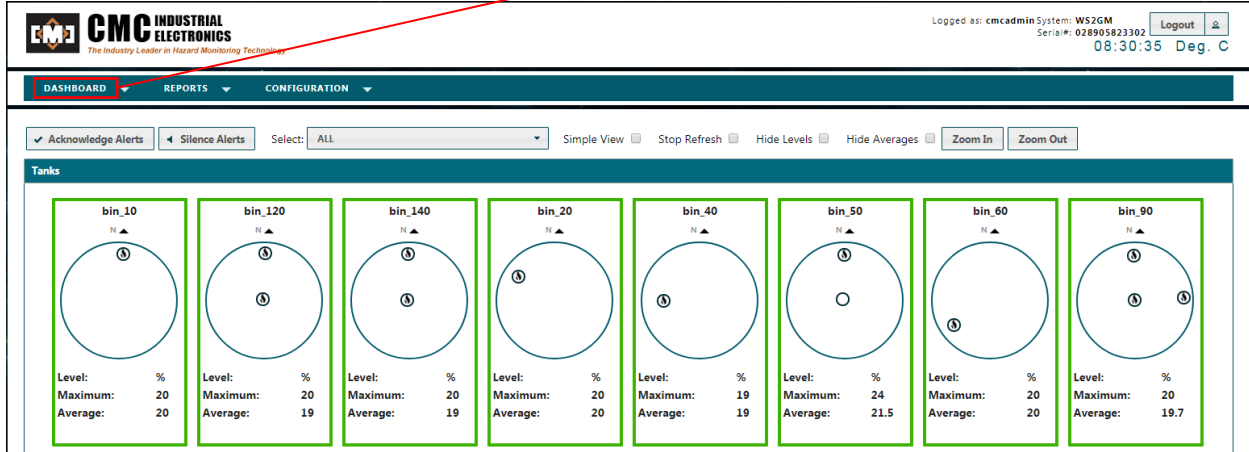 CMC INDUSTRIAL ELECTRONICS
The Industry Leader in Hazard Monitoring Technology
Logged as: cmcadmin System: WS2GM
Serial#: 028905823302
Logout
08:30:35 Deg. C
DASHBOARD REPORTS CONFIGURATION
Acknowledge Alerts Silence Alerts Select: ALL Simple View Stop Refresh Hide Levels Hide Averages Zoom In Zoom Out
Tanks
bin_10 bin_120 bin_140 bin_20 bin_40 bin_50 bin_60 bin_90
N N N N N N N N
Level: % Level: % Level: % Level: % Level: % Level: % Level: % Level: %
Maximum: 20 Maximum: 20 Maximum: 20 Maximum: 20 Maximum: 19 Maximum: 24 Maximum: 20 Maximum: 20
Average: 20 Average: 19 Average: 19 Average: 20 Average: 19 Average: 21.5 Average: 20 Average: 19.7